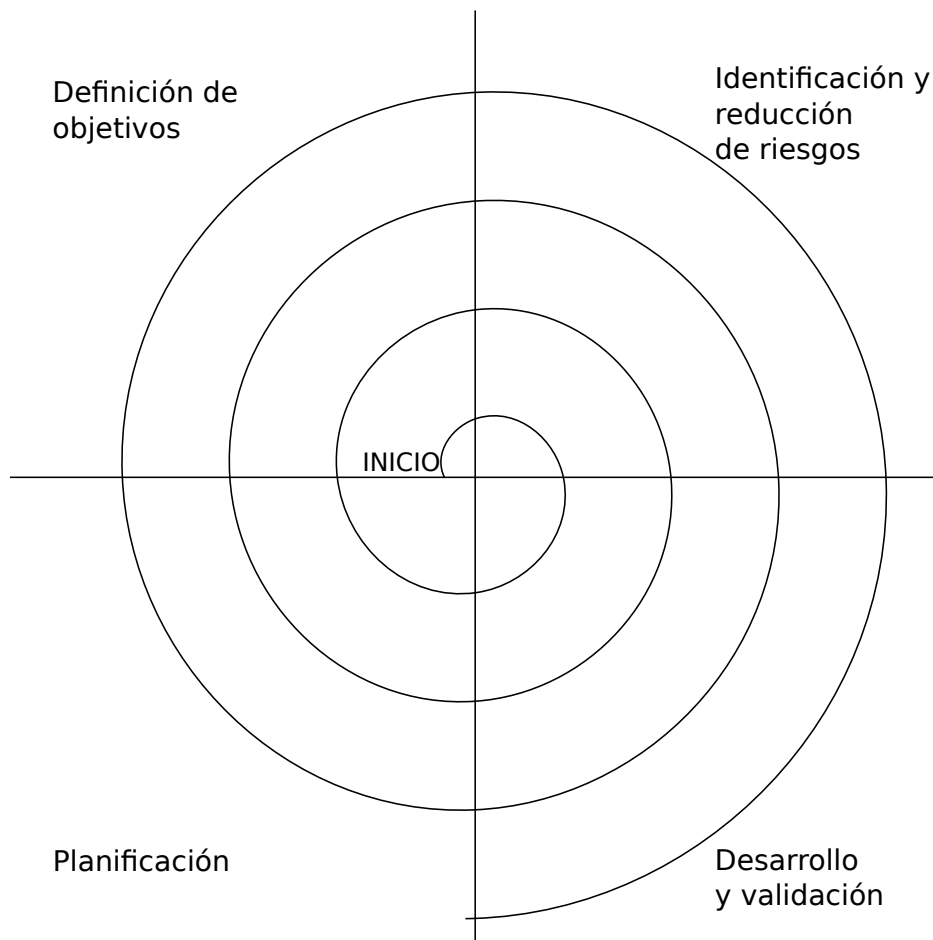 Definición de
objetivos
Identificación y
reducción
de riesgos
INICIO
Planificación
Desarrollo
y validación